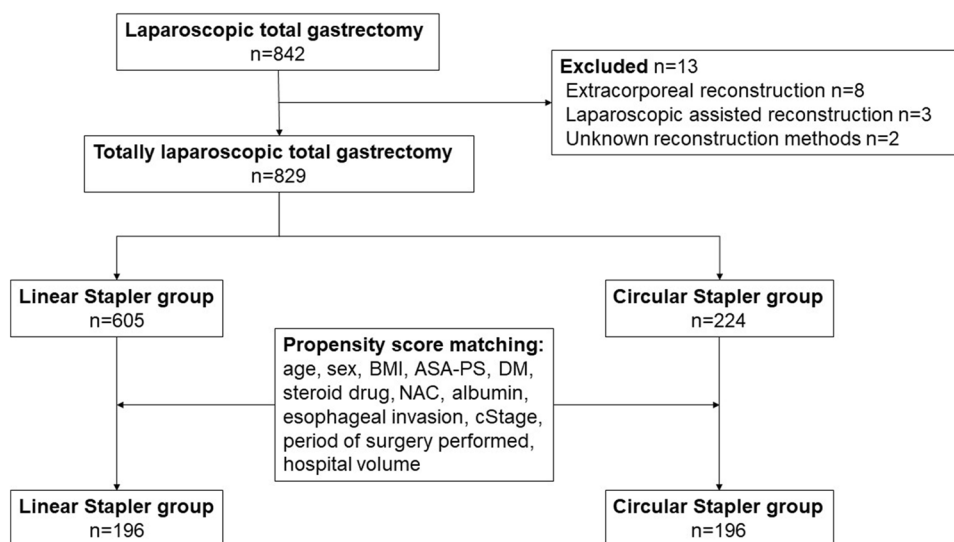 Laparoscopic total gastrectomy
n=842
Excluded n=13
Extracorporeal reconstruction n=8
Laparoscopic assisted reconstruction n=3
Unknown reconstruction methods n=2
Totally laparoscopic total gastrectomy
n=829
Linear Stapler group
n=605
Circular Stapler group
n=224
Propensity score matching:
age, sex, BMI, ASA-PS, DM,
steroid drug, NAC, albumin,
esophageal invasion, cStage,
period of surgery performed,
hospital volume
Linear Stapler group
n=196
Circular Stapler group
n=196